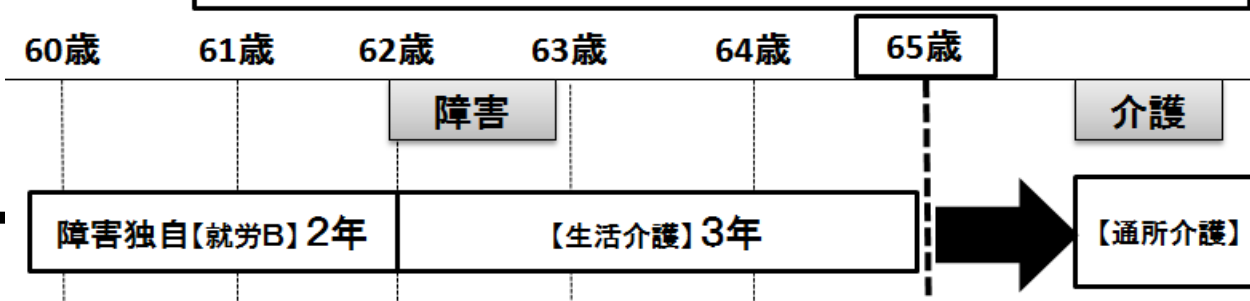 60歳 61歳 62歳 63歳 64歳 65歳
障害 介護
障害独自【就労B】2年 【生活介護】3年 【通所介護】